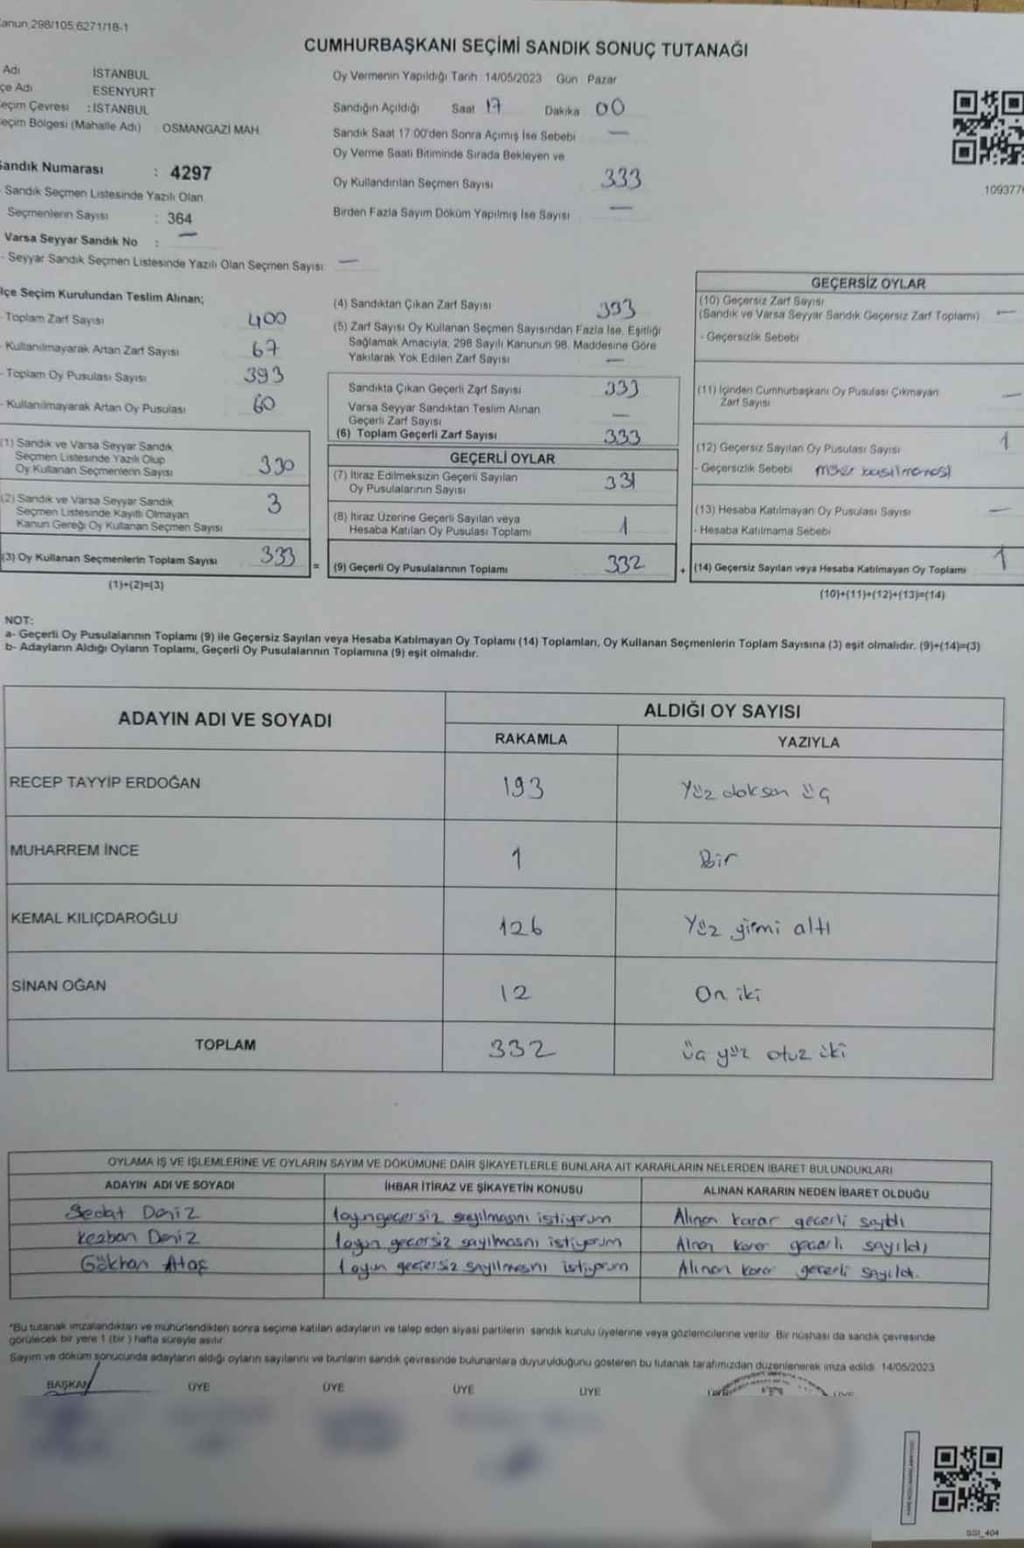 Kanun 298/105 6271/18-1
CUMHURBAŞKANI SEÇİMİ SANDIK SONUÇ TUTANAĞI
Adı İSTANBUL
çe Adı ESENYURT
eçim Çevresi : İSTANBUL
eçim Bölgesi (Mahalle Adı) OSMANGAZİ MAH.
andık Numarası : 4297
- Sandık Seçmen Listesinde Yazılı Olan
Seçmenlerin Sayısı : 364
Varsa Seyyar Sandık No : —
- Seyyar Sandık Seçmen Listesinde Yazılı Olan Seçmen Sayısı —
Oy Vermenin Yapıldığı Tarih 14/05/2023 Gün Pazar
Sandığın Açıldığı Saat 17 Dakika 00
Sandık Saat 17 00'den Sonra Açımış İse Sebebi —
Oy Verme Saati Bitiminde Sırada Bekleyen ve
Oy Kullandırılan Seçmen Sayısı 333
Birden Fazla Sayım Döküm Yapılmış İse Sayısı —
109377
lçe Seçim Kurulundan Teslim Alınan;
- Toplam Zarf Sayısı 400
- Kullanılmayarak Artan Zarf Sayısı 67
- Toplam Oy Pusulası Sayısı 393
- Kullanılmayarak Artan Oy Pusulası 60
(1) Sandık ve Varsa Seyyar Sandık
Seçmen Listesinde Yazılı Olup
Oy Kullanan Seçmenlerin Sayısı 330
(2) Sandık ve Varsa Seyyar Sandık
Seçmen Listesinde Kayıtlı Olmayan
Kanun Gereği Oy Kullanan Seçmen Sayısı 3
(3) Oy Kullanan Seçmenlerin Toplam Sayısı 333 =
(1)+(2)=(3)
(4) Sandıktan Çıkan Zarf Sayısı 333
(5) Zarf Sayısı Oy Kullanan Seçmen Sayısından Fazla İse, Eşitliği
Sağlamak Amacıyla; 298 Sayılı Kanunun 98. Maddesine Göre
Yakılarak Yok Edilen Zarf Sayısı —
Sandıkta Çıkan Geçerli Zarf Sayısı 333
Varsa Seyyar Sandıktan Teslim Alınan
Geçerli Zarf Sayısı —
(6) Toplam Geçerli Zarf Sayısı 333
GEÇERLİ OYLAR
(7) İtiraz Edilmeksizin Geçerli Sayılan
Oy Pusulalarının Sayısı 331
(8) İtiraz Üzerine Geçerli Sayılan veya
Hesaba Katılan Oy Pusulası Toplamı 1
(9) Geçerli Oy Pusulalarının Toplamı 332 +
GEÇERSİZ OYLAR
(10) Geçersiz Zarf Sayısı
(Sandık ve Varsa Seyyar Sandık Geçersiz Zarf Toplamı) —
- Geçersizlik Sebebi
(11) İçinden Cumhurbaşkanı Oy Pusulası Çıkmayan
Zarf Sayısı —
(12) Geçersiz Sayılan Oy Pusulası Sayısı 1
- Geçersizlik Sebebi mühür basılmaması
(13) Hesaba Katılmayan Oy Pusulası Sayısı —
- Hesaba Katılmama Sebebi
(14) Geçersiz Sayılan veya Hesaba Katılmayan Oy Toplamı 1
(10)+(11)+(12)+(13)=(14)
NOT:
a- Geçerli Oy Pusulalarının Toplamı (9) ile Geçersiz Sayılan veya Hesaba Katılmayan Oy Toplamı (14) Toplamları, Oy Kullanan Seçmenlerin Toplam Sayısına (3) eşit olmalıdır. (9)+(14)=(3)
b- Adayların Aldığı Oyların Toplamı, Geçerli Oy Pusulalarının Toplamına (9) eşit olmalıdır.
ADAYIN ADI VE SOYADI
ALDIĞI OY SAYISI
RAKAMLA YAZIYLA
RECEP TAYYİP ERDOĞAN 193 Yüz doksan üç
MUHARREM İNCE 1 Bir
KEMAL KILIÇDAROĞLU 126 Yüz yirmi altı
SİNAN OĞAN 12 On iki
TOPLAM 332 üç yüz otuz iki
OYLAMA İŞ VE İŞLEMLERİNE VE OYLARIN SAYIM VE DÖKÜMÜNE DAİR ŞİKAYETLERLE BUNLARA AİT KARARLARIN NELERDEN İBARET BULUNDUKLARI
ADAYIN ADI VE SOYADI İHBAR İTİRAZ VE ŞİKAYETİN KONUSU ALINAN KARARIN NEDEN İBARET OLDUĞU
Sedat Deniz 1 oyun geçersiz sayılmasını istiyorum Alınan karar geçerli sayıldı
Kezban Deniz 1 oyun geçersiz sayılmasını istiyorum Alınan karar geçerli sayıldı
Gökhan Ataş 1 oyun geçersiz sayılmasını istiyorum Alınan karar geçerli sayıldı.
*Bu tutanak imzalandıktan ve mühürlendikten sonra seçime katılan adayların ve talep eden siyasi partilerin sandık kurulu üyelerine veya gözlemcilerine verilir. Bir nüshası da sandık çevresinde
görülecek bir yere 1 (bir) hafta süreyle asılır.
Sayım ve döküm sonucunda adayların aldığı oyların sayılarını ve bunların sandık çevresinde bulunanlara duyurulduğunu gösteren bu tutanak tarafımızdan düzenlenerek imza edildi. 14/05/2023
BAŞKAN ÜYE ÜYE ÜYE ÜYE ÜYE
SSI_404